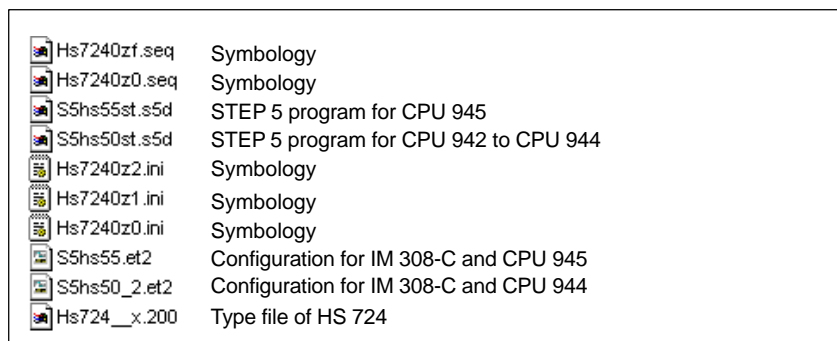 Hs7240zf.seq Symbology
Hs7240z0.seq Symbology
S5hs55st.s5d STEP 5 program for CPU 945
S5hs50st.s5d STEP 5 program for CPU 942 to CPU 944
Hs7240z2.ini Symbology
Hs7240z1.ini Symbology
Hs7240z0.ini Symbology
S5hs55.et2 Configuration for IM 308-C and CPU 945
S5hs50_2.et2 Configuration for IM 308-C and CPU 944
Hs724__x.200 Type file of HS 724